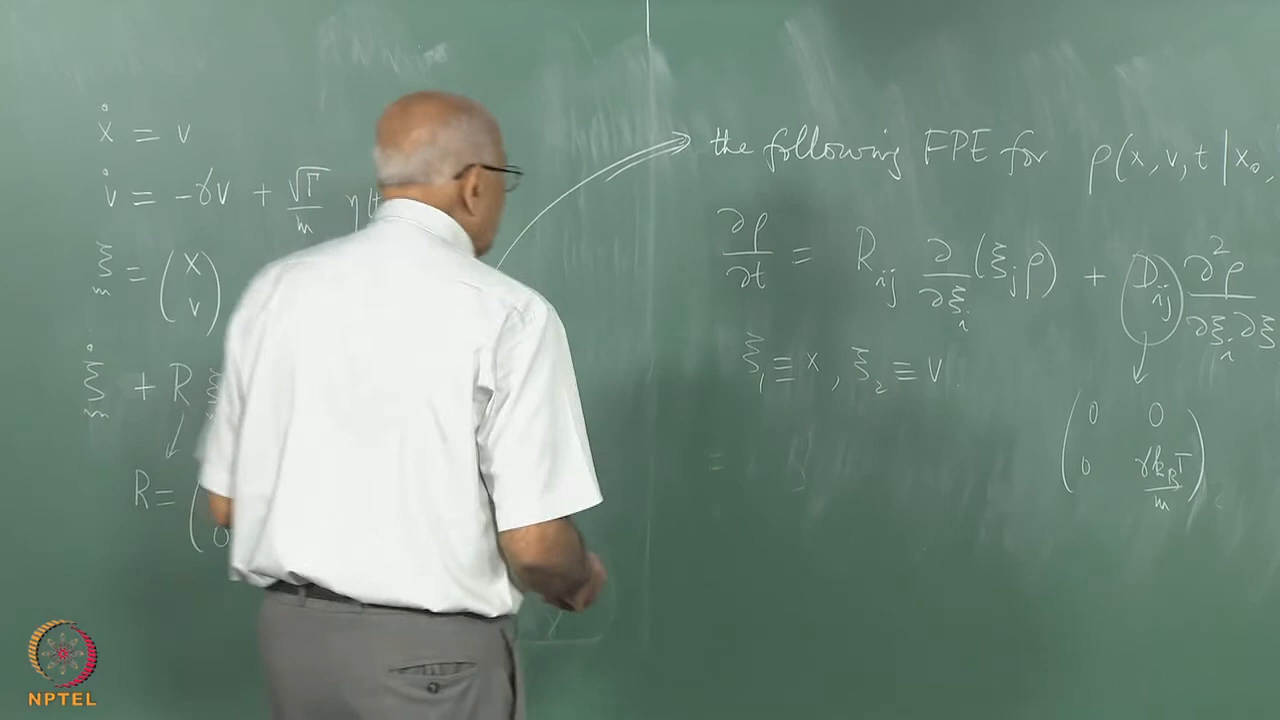 ẋ = v
v̇ = -γv + √Γ/m η(t
ξ = (x v)
ξ̇ + R ξ
R = ( 0
the following FPE for ρ(x, v, t | x₀,
∂ρ/∂t = R_ij ∂/∂ξ_i (ξ_j ρ) + D_ij ∂²ρ/∂ξ_i ∂ξ
ξ₁ ≡ x , ξ₂ ≡ v
(0 0
0 γk_BT/m)
=
NPTEL